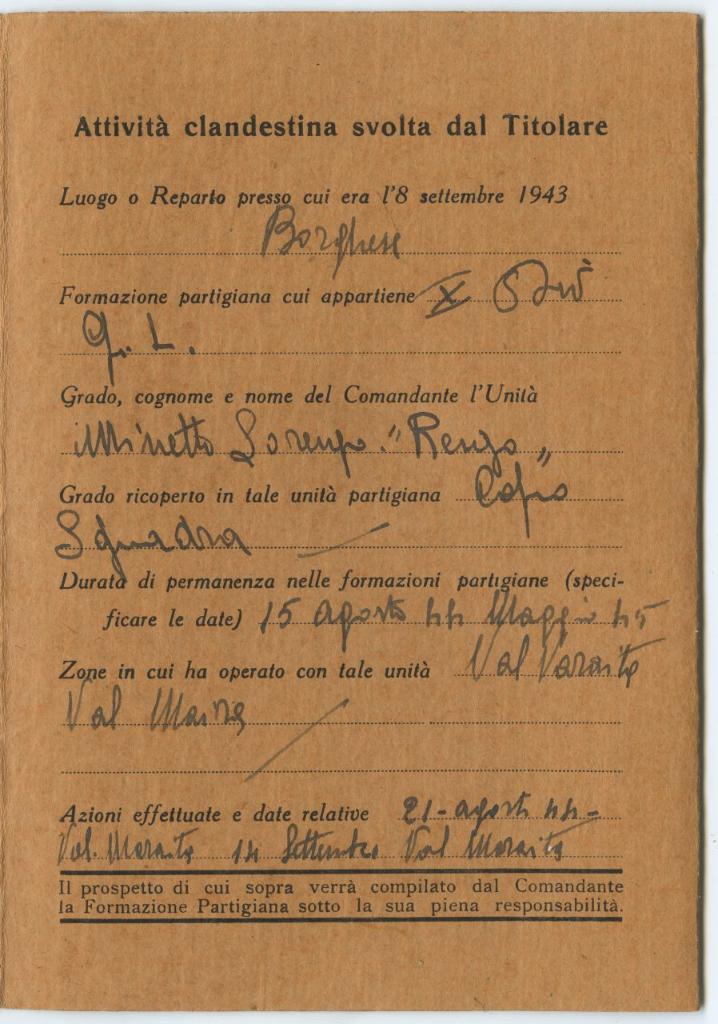 Attività clandestina svolta dal Titolare
Luogo o Reparto presso cui era l'8 settembre 1943
Borghese
Formazione partigiana cui appartiene X
G. L.
Grado, cognome e nome del Comandante l'Unità
Minetto Lorenzo "Renzo"
Grado ricoperto in tale unità partigiana Capo
Squadra
Durata di permanenza nelle formazioni partigiane (speci-
ficare le date) 15 Agosto 44 Maggio 45
Zone in cui ha operato con tale unità Val Varaita
Val Maira
Azioni effettuate e date relative 21 - agosto 44 -
Val. 14 Settembre Val
Il prospetto di cui sopra verrà compilato dal Comandante
la Formazione Partigiana sotto la sua piena responsabilità.